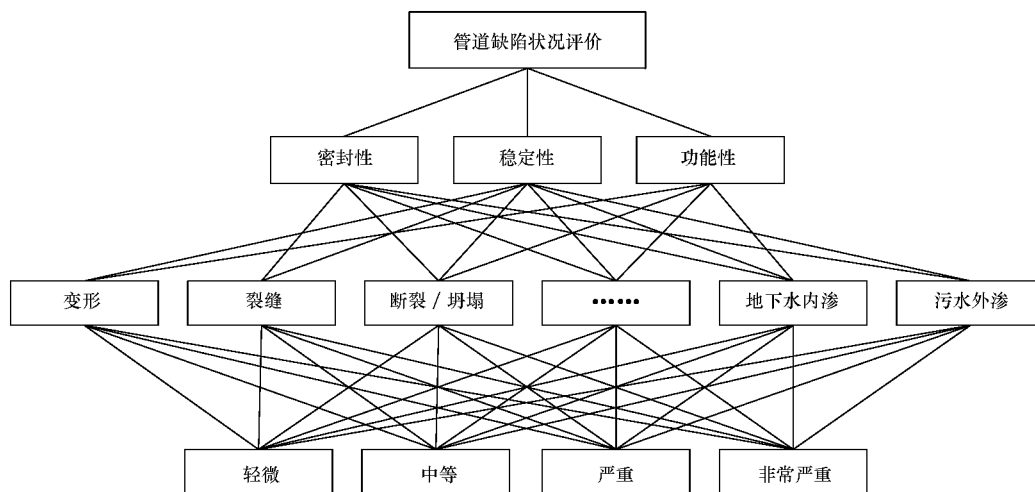 管道缺陷状况评价
密封性
稳定性
功能性
变形
裂缝
断裂 / 坍塌
••••••
地下水内渗
污水外渗
轻微
中等
严重
非常严重